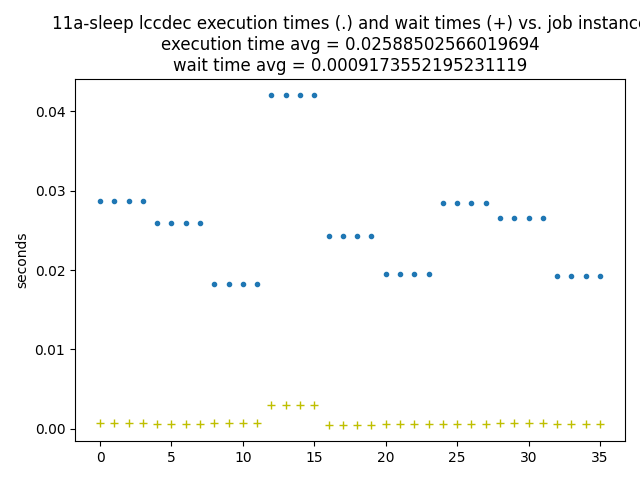 11a-sleep lccdec execution times (.) and wait times (+) vs. job instance
execution time avg = 0.02588502566019694
wait time avg = 0.0009173552195231119
0.04
0.03
0.02
0.01
0.00
seconds
0 5 10 15 20 25 30 35